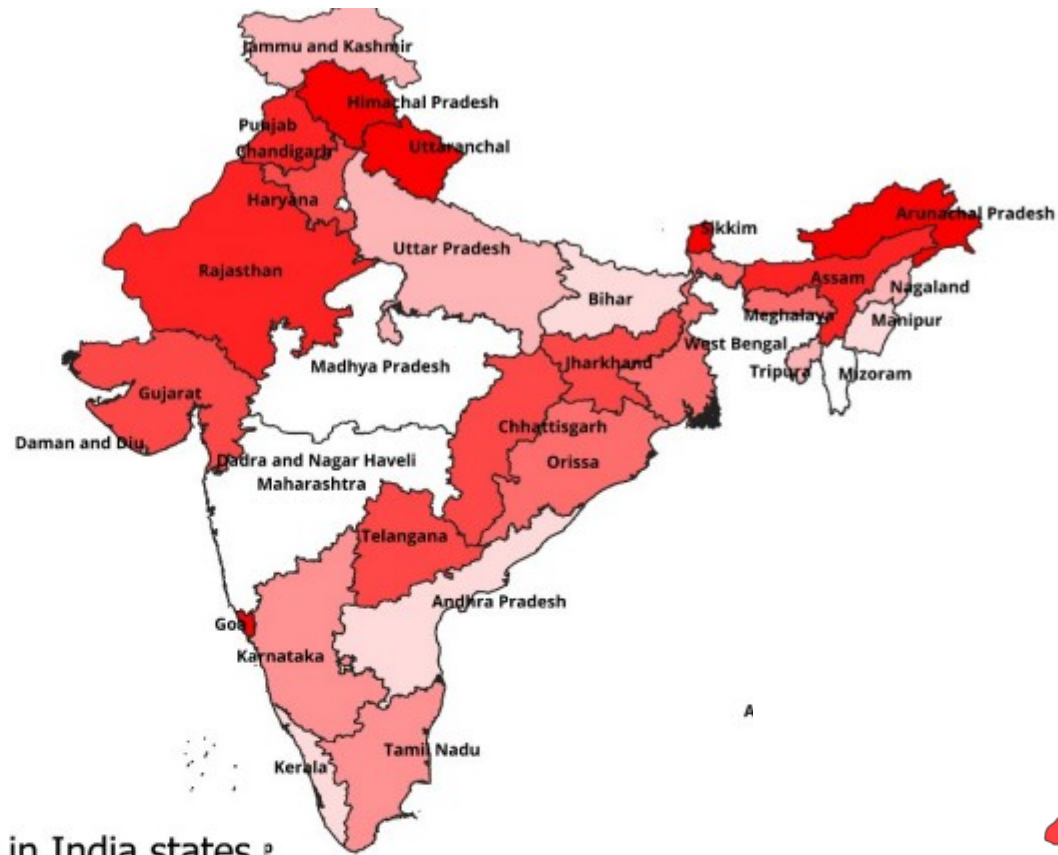 Jammu and Kashmir
Himachal Pradesh
Punjab
Chandigarh
Uttaranchal
Haryana
Arunachal Pradesh
Sikkim
Uttar Pradesh
Rajasthan
Assam
Nagaland
Bihar
Meghalaya
Manipur
West Bengal
Jharkhand
Madhya Pradesh
Tripura
Mizoram
Gujarat
Chhattisgarh
Daman and Diu
Dadra and Nagar Haveli
Orissa
Maharashtra
Telangana
Andhra Pradesh
Goa
Karnataka
A
Tamil Nadu
Kerala
in India states